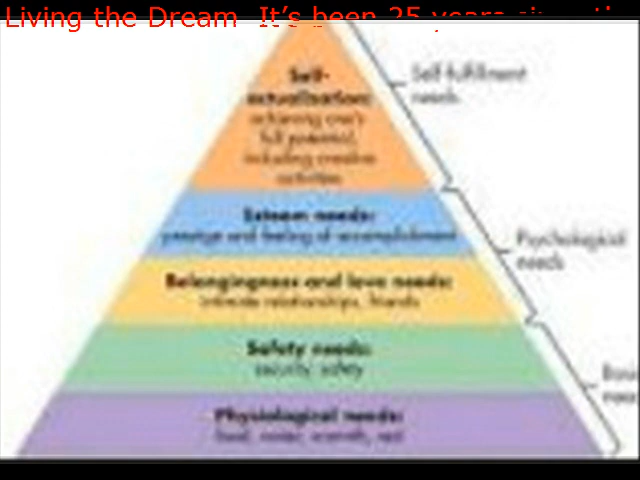 Living the Dream It's been 25 years
Self-
actualization:
achieving one's
full potential,
including creative
activities
Self-fulfillment
needs
Esteem needs:
prestige and feeling of accomplishment
Psychological
needs
Belongingness and love needs:
intimate relationships, friends
Safety needs:
security, safety
Physiological needs:
food, water, warmth, rest